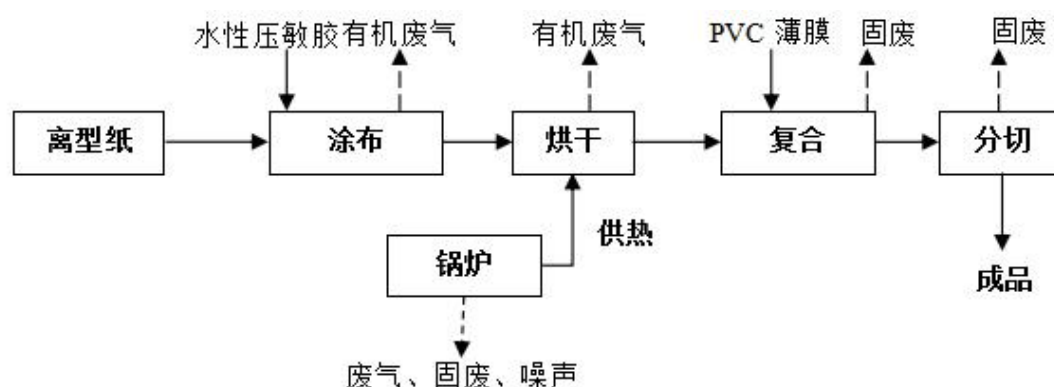 水性压敏胶 有机废气 有机废气 PVC 薄膜 固废 固废
离型纸 涂布 烘干 复合 分切
供热
锅炉
成品
废气、固废、噪声